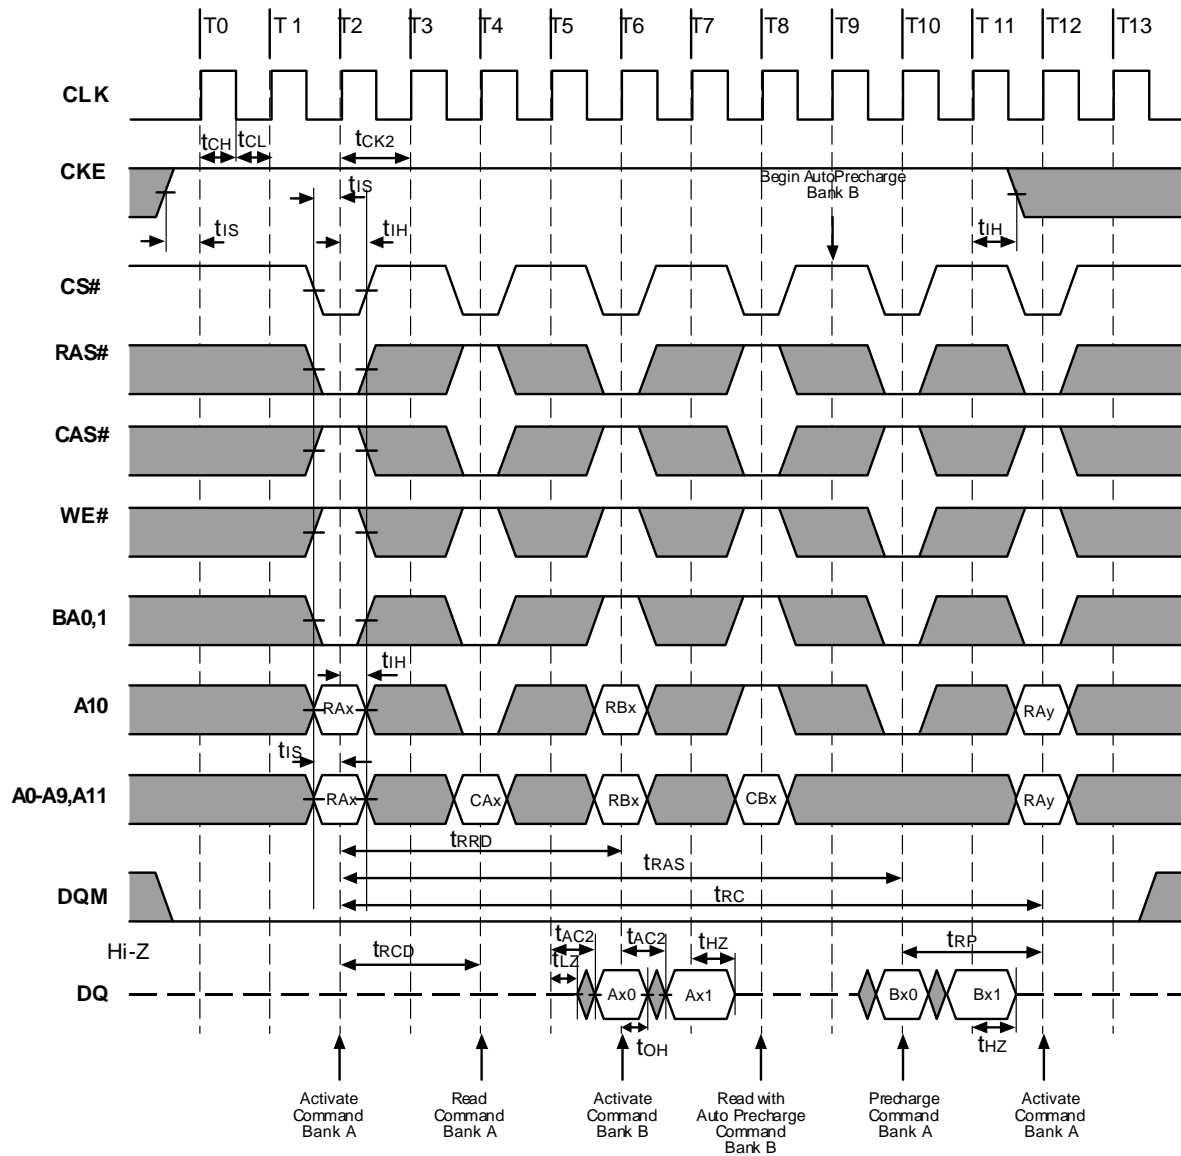 T0 T 1 T2 T3 T4 T5 T6 T7 T8 T9 T10 T 11 T12 T13
CLK
tCH tCL tCK2
CKE
Begin AutoPrecharge
Bank B
tIS
tIS tIH tIH
CS#
RAS#
CAS#
WE#
BA0,1
tIH
A10 RAx RBx RAy
tIS
A0-A9,A11 RAx CAx RBx CBx RAy
tRRD
tRAS
DQM tRC
Hi-Z tRCD tAC2 tAC2 tHZ tRP
tLZ
DQ Ax0 Ax1 Bx0 Bx1
tOH tHZ
Activate
Command
Bank A
Read
Command
Bank A
Activate
Command
Bank B
Read with
Auto Precharge
Command
Bank B
Precharge
Command
Bank A
Activate
Command
Bank A